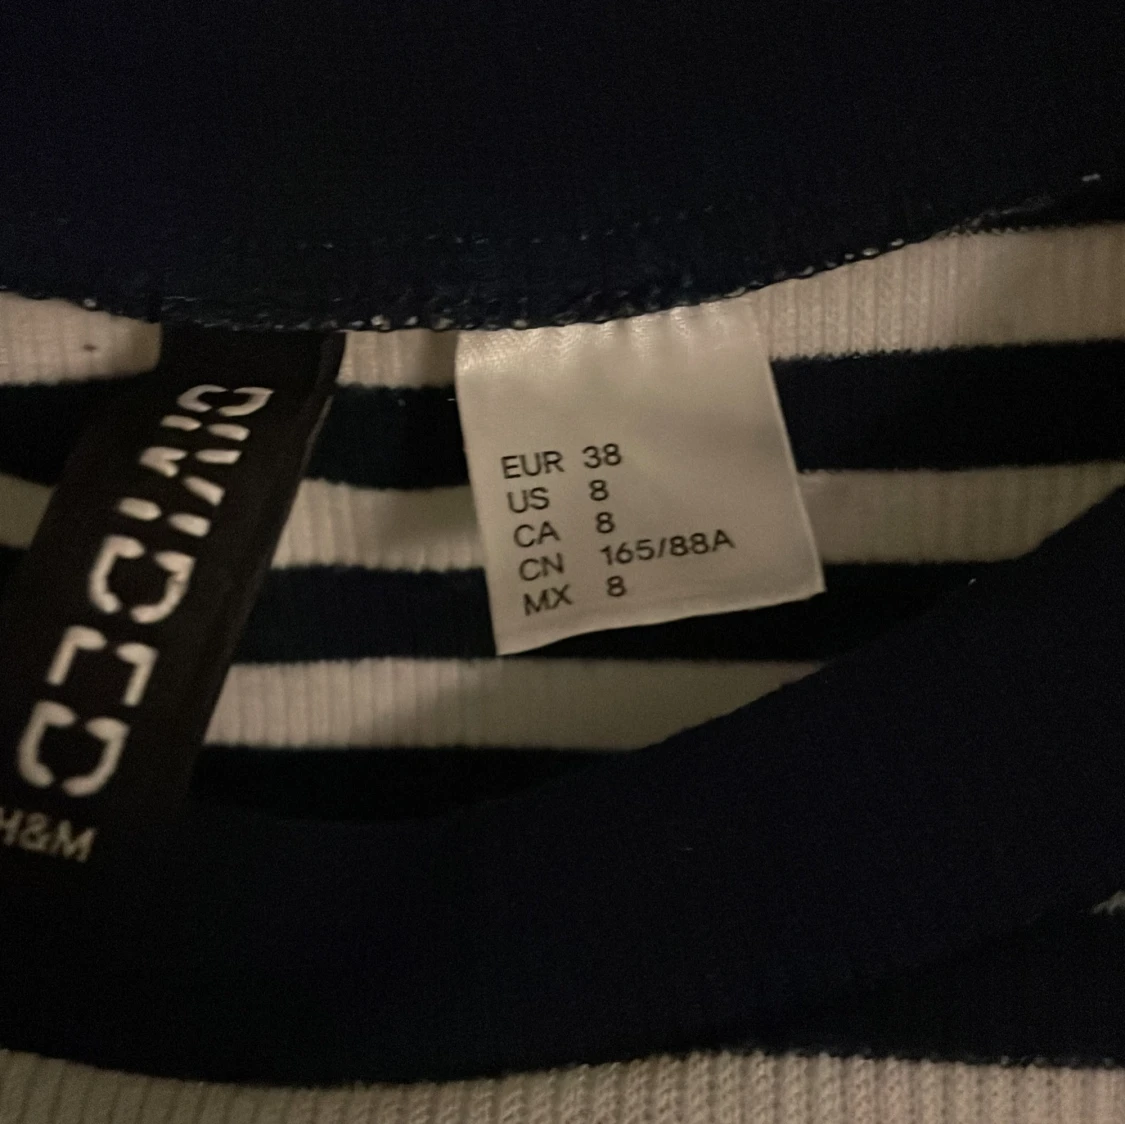 DIVIDED
H&M
EUR 38
US 8
CA 8
CN 165/88A
MX 8